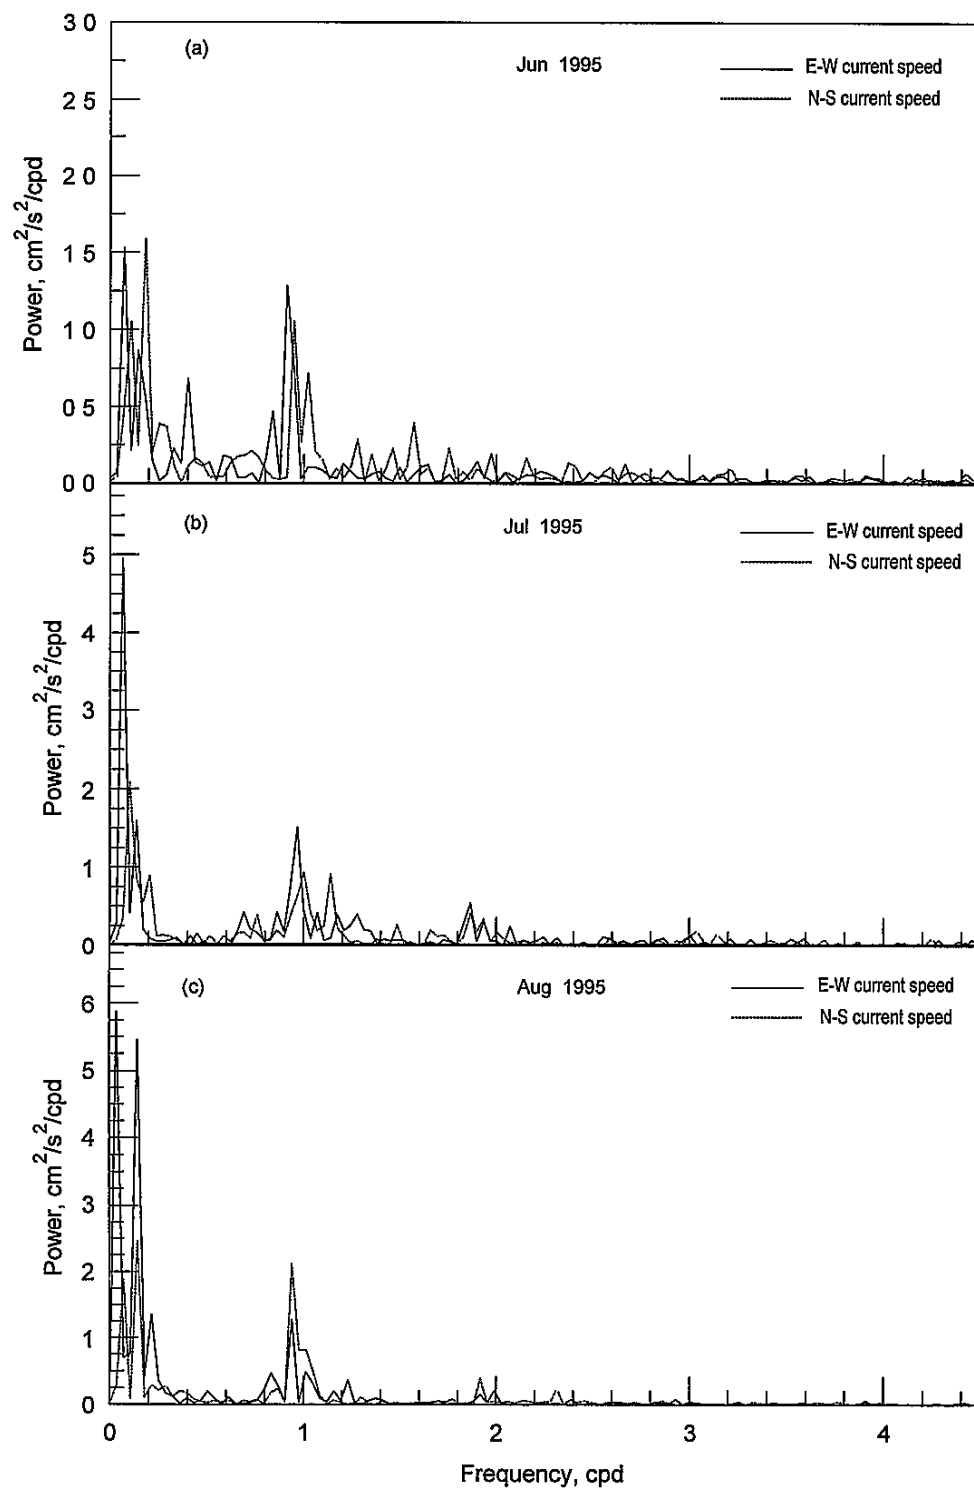 3 0
(a)
Jun 1995
E-W current speed
N-S current speed
2 5
2 0
1 5
1 0
0 5
0 0
Power, cm²/s²/cpd
(b)
Jul 1995
E-W current speed
N-S current speed
5
4
3
2
1
0
Power, cm²/s²/cpd
(c)
Aug 1995
E-W current speed
N-S current speed
6
5
4
3
2
1
0
Power, cm²/s²/cpd
0 1 2 3 4
Frequency, cpd